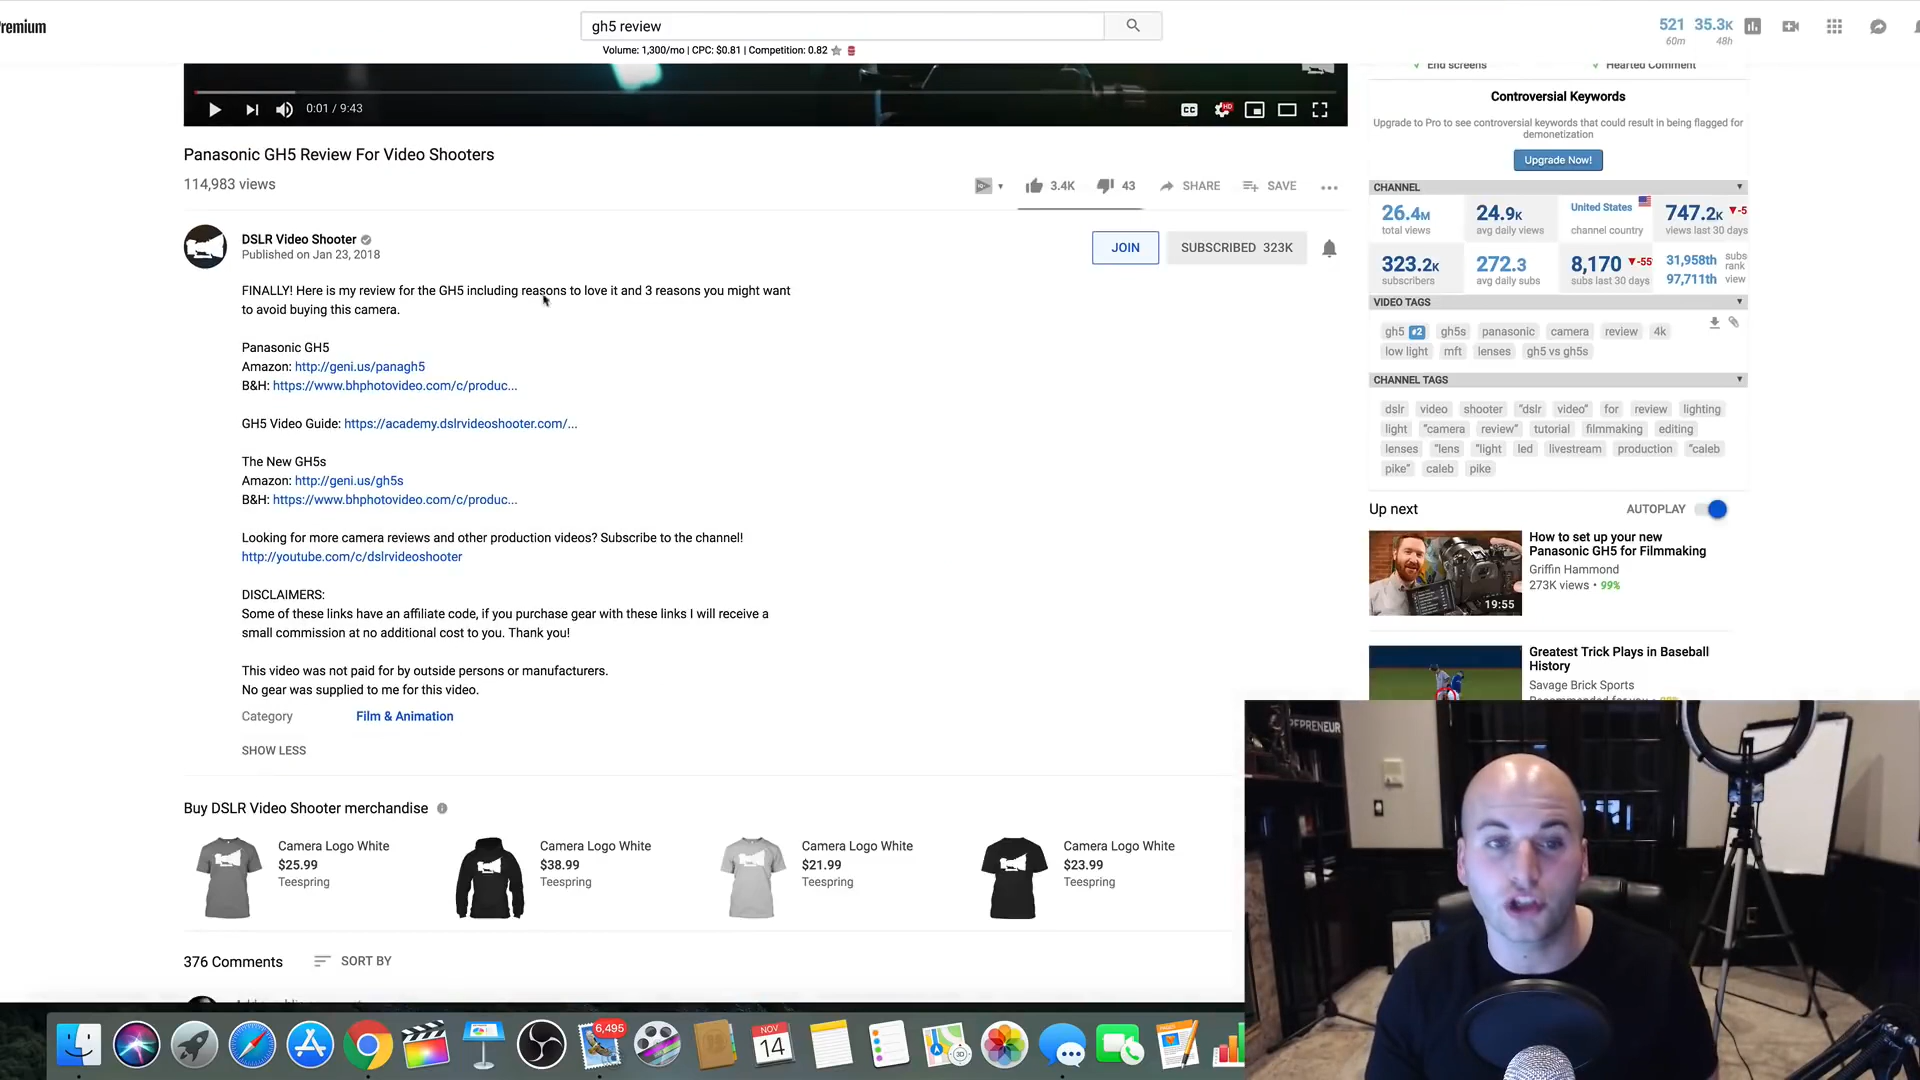 Premium
gh5 review
Volume: 1,300/mo | CPC: $0.81 | Competition: 0.82
521 35.3K
60m 48h
0:01 / 9:43
CC
HD
Panasonic GH5 Review For Video Shooters
114,983 views
3.4K 43 SHARE SAVE
DSLR Video Shooter
Published on Jan 23, 2018
JOIN
SUBSCRIBED 323K
FINALLY! Here is my review for the GH5 including reasons to love it and 3 reasons you might want
to avoid buying this camera.
Panasonic GH5
Amazon: http://geni.us/panagh5
B&H: https://www.bhphotovideo.com/c/produc...
GH5 Video Guide: https://academy.dslrvideoshooter.com/...
The New GH5s
Amazon: http://geni.us/gh5s
B&H: https://www.bhphotovideo.com/c/produc...
Looking for more camera reviews and other production videos? Subscribe to the channel!
http://youtube.com/c/dslrvideoshooter
DISCLAIMERS:
Some of these links have an affiliate code, if you purchase gear with these links I will receive a
small commission at no additional cost to you. Thank you!
This video was not paid for by outside persons or manufacturers.
No gear was supplied to me for this video.
Category Film & Animation
SHOW LESS
Buy DSLR Video Shooter merchandise
Camera Logo White
$25.99
Teespring
Camera Logo White
$38.99
Teespring
Camera Logo White
$21.99
Teespring
Camera Logo White
$23.99
Teespring
376 Comments SORT BY
End screens Hearted Comment
Controversial Keywords
Upgrade to Pro to see controversial keywords that could result in being flagged for
demonetization
Upgrade Now!
CHANNEL
26.4M 24.9K United States 747.2K ▼-5
total views avg daily views channel country views last 30 days
323.2K 272.3 8,170 ▼-55 31,958th subs rank
subscribers avg daily subs subs last 30 days 97,711th view
VIDEO TAGS
gh5 #2 gh5s panasonic camera review 4k
low light mft lenses gh5 vs gh5s
CHANNEL TAGS
dslr video shooter "dslr video" for review lighting
light "camera review" tutorial filmmaking editing
lenses "lens "light led livestream production "caleb
pike" caleb pike
Up next AUTOPLAY
How to set up your new
Panasonic GH5 for Filmmaking
Griffin Hammond
273K views • 99%
19:55
Greatest Trick Plays in Baseball
History
Savage Brick Sports
Recommended for you
PREPRENEUR
6,495
NOV
14
3D
PAGES